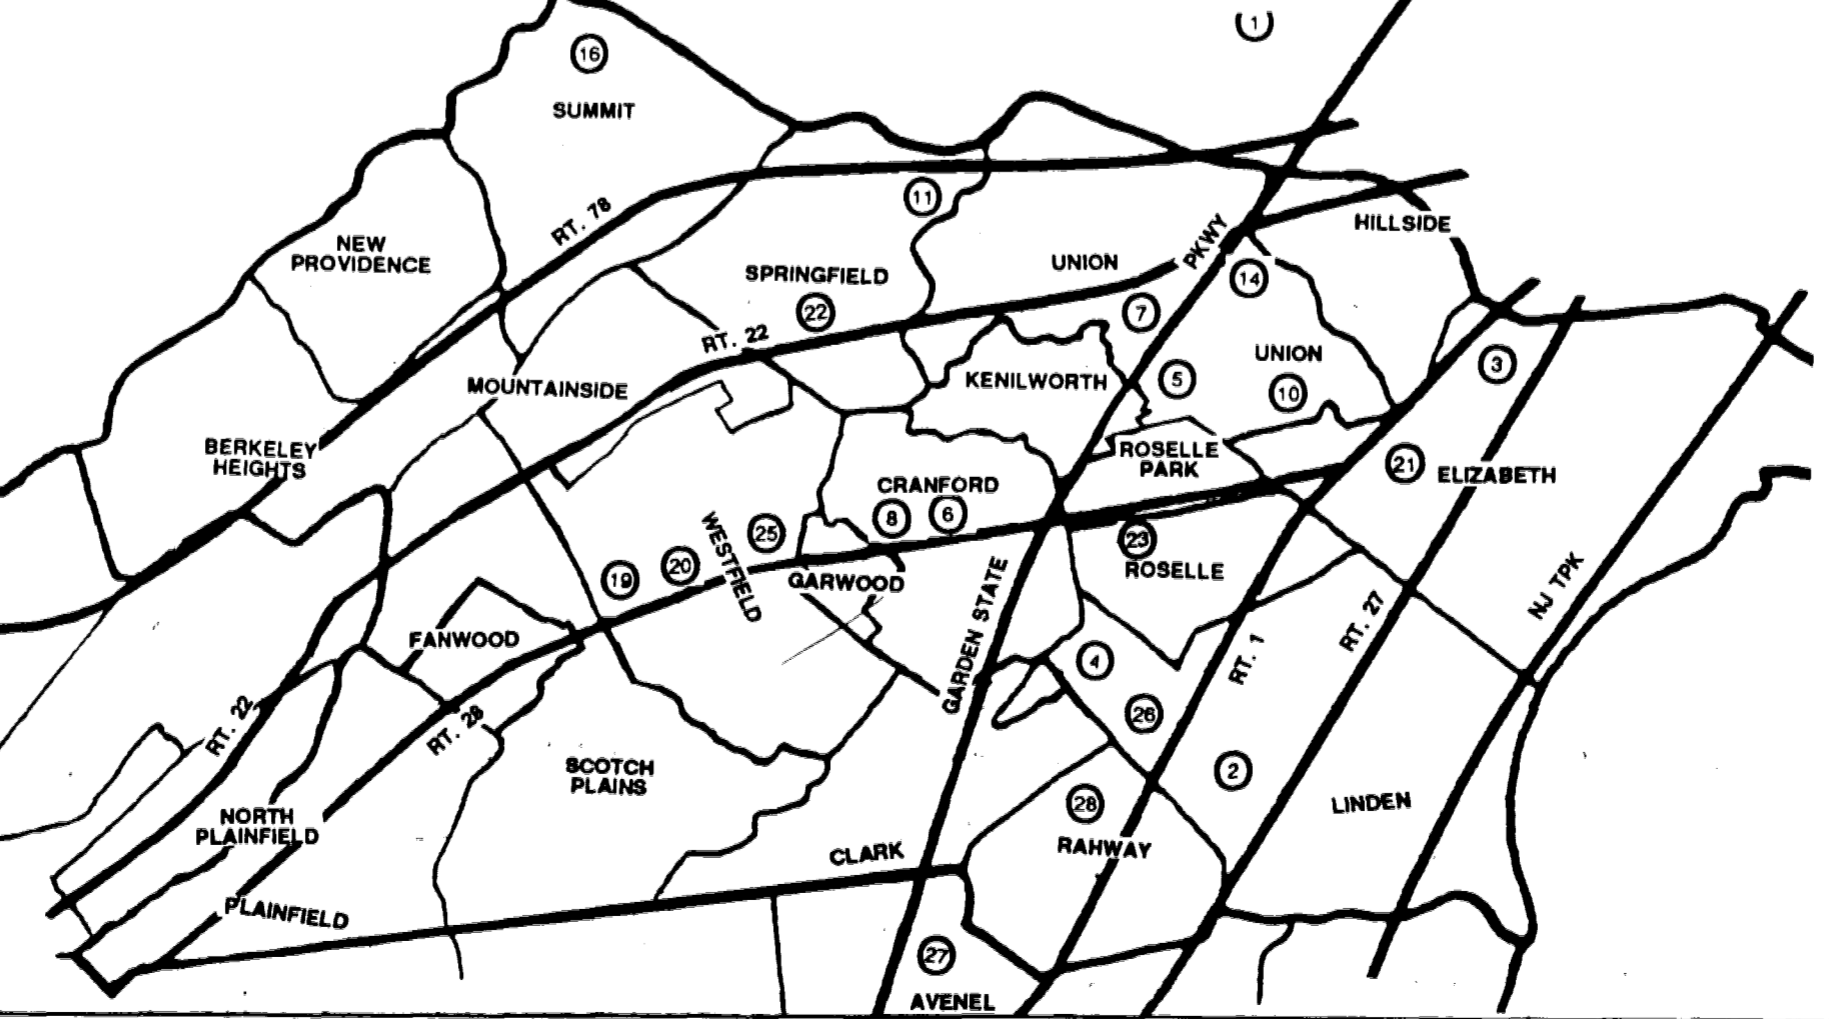 1
16
SUMMIT
RT. 78
11
HILLSIDE
NEW
PROVIDENCE
SPRINGFIELD
UNION
PKWY
14
22
7
RT. 22
UNION
3
MOUNTAINSIDE
KENILWORTH
5
10
BERKELEY
HEIGHTS
ROSELLE
PARK
21
ELIZABETH
CRANFORD
8
6
25
WESTFIELD
23
ROSELLE
19
20
GARWOOD
NJ TPK
FANWOOD
GARDEN STATE
RT. 27
RT. 1
4
26
RT. 22
RT. 28
SCOTCH
PLAINS
2
LINDEN
28
RAHWAY
NORTH
PLAINFIELD
CLARK
PLAINFIELD
27
AVENEL